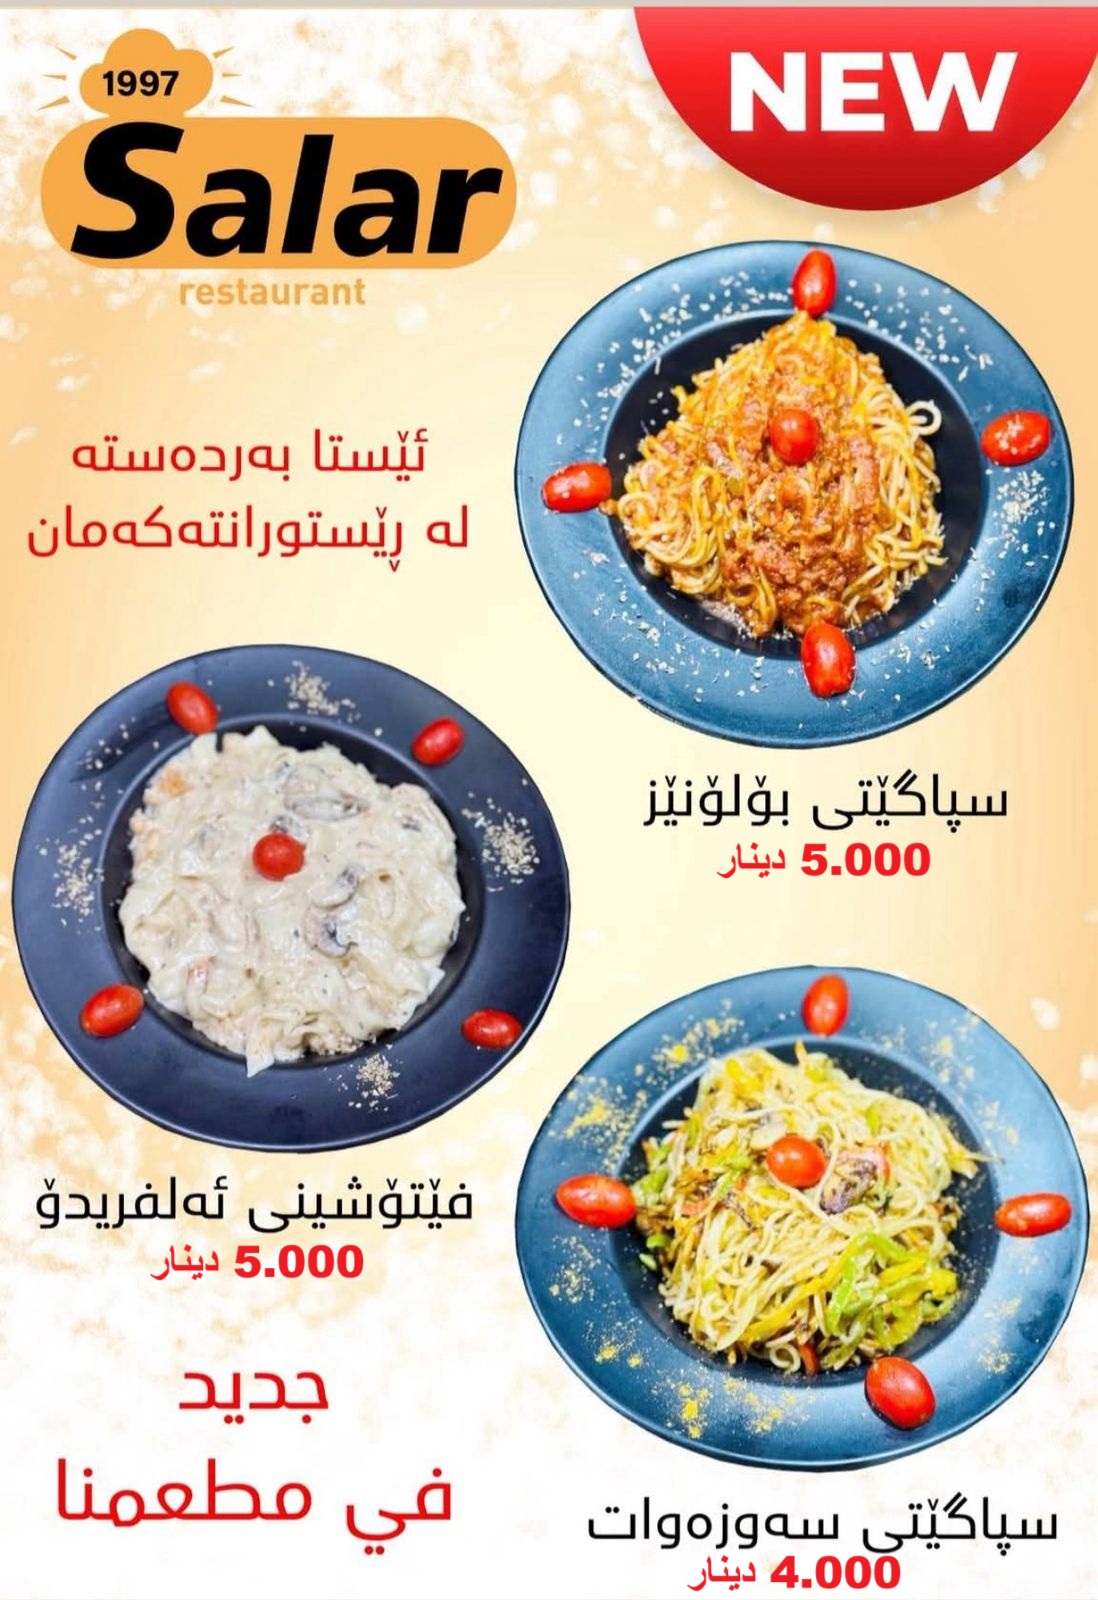 1997
Salar
restaurant
NEW
ئێستا بەردەستە
لە ڕێستورانتەکەمان
سپاگێتی بۆلۆنێز
5.000 دینار
فێتۆشینی ئەلفریدۆ
5.000 دینار
جديد
في مطعمنا
سپاگێتی سەوزەوات
4.000 دینار